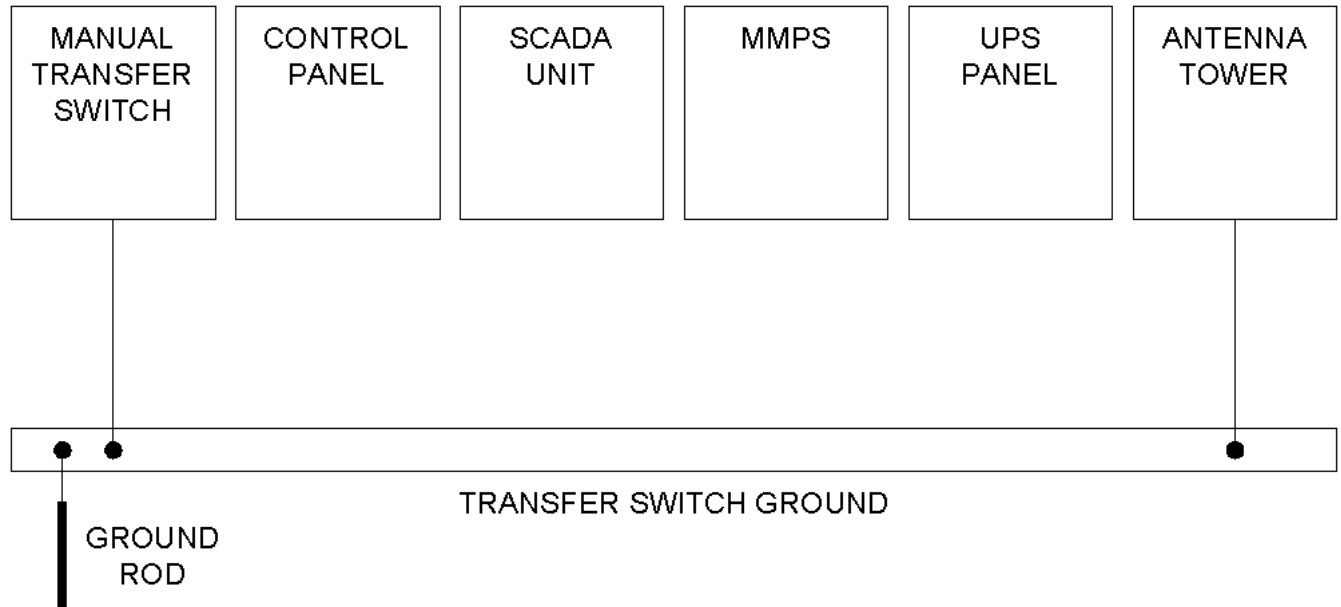 MANUAL
TRANSFER
SWITCH
CONTROL
PANEL
SCADA
UNIT
MMPS
UPS
PANEL
ANTENNA
TOWER
TRANSFER SWITCH GROUND
GROUND
ROD